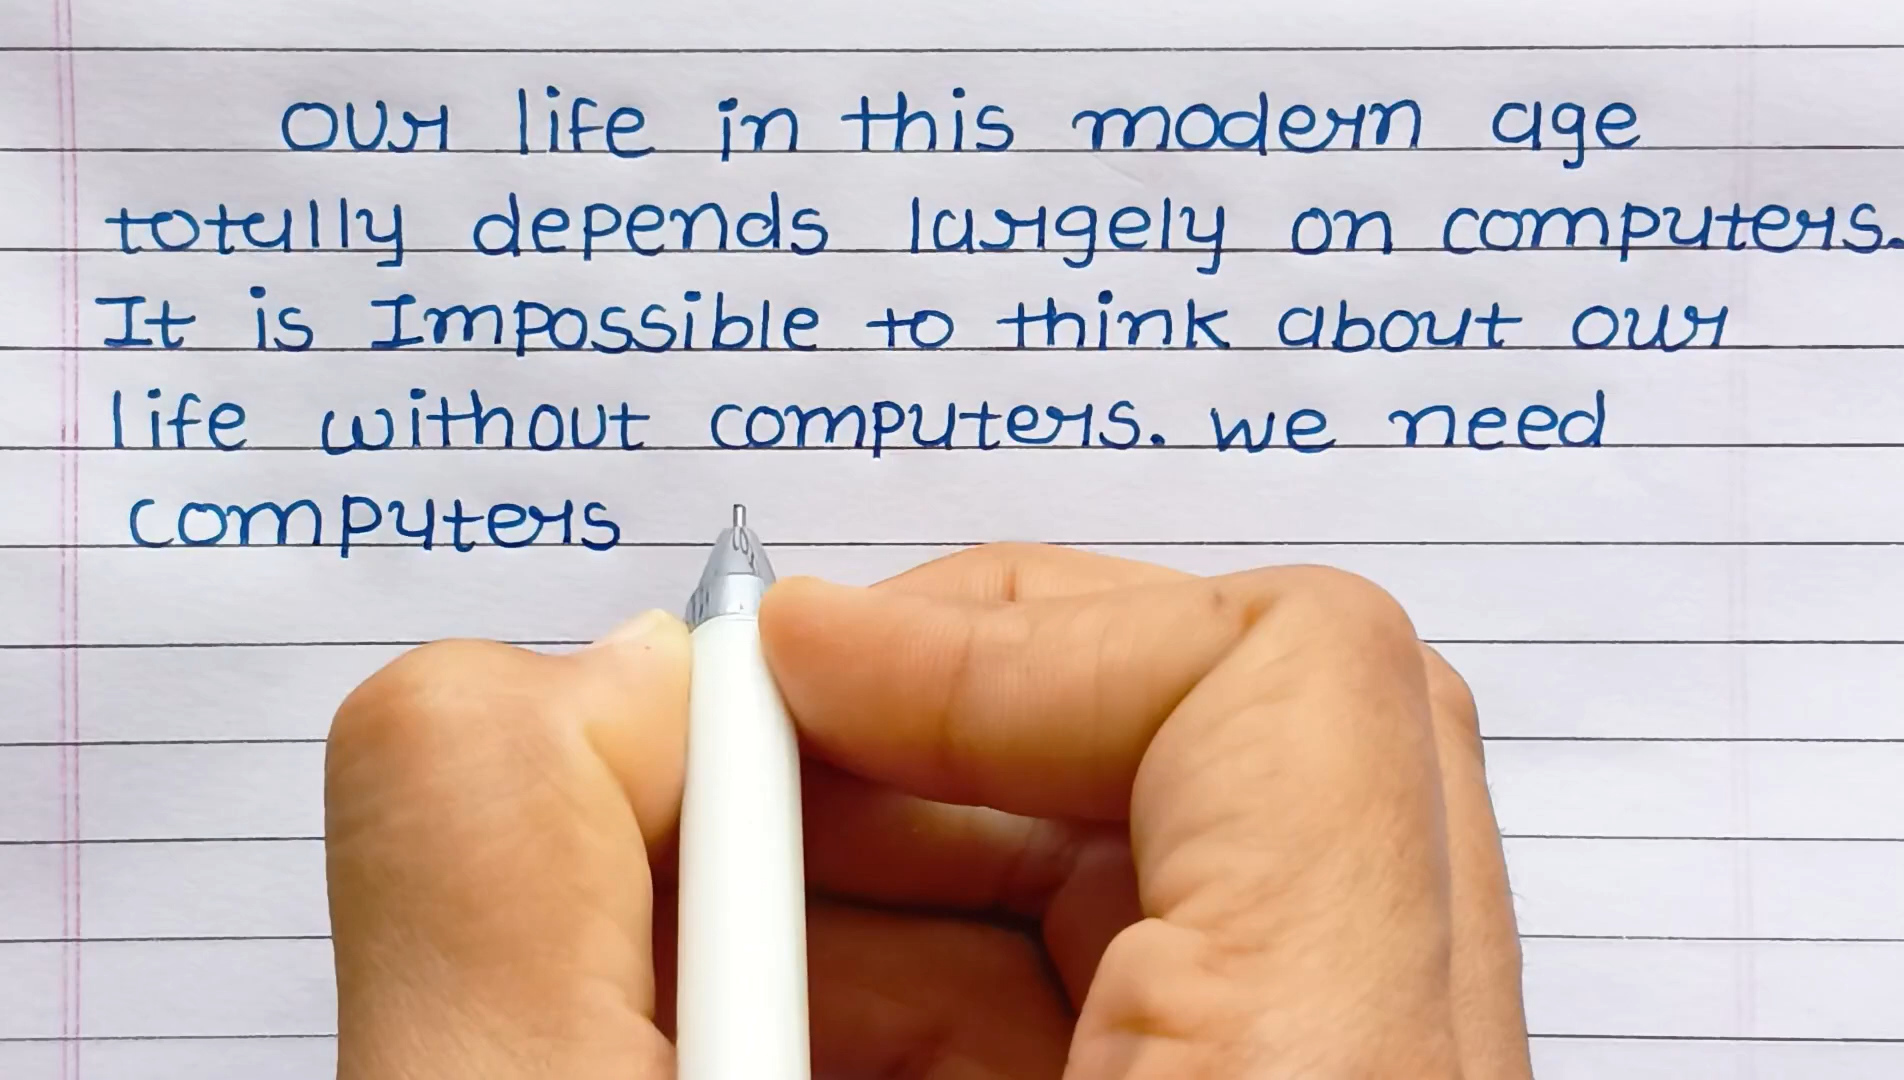 Our life in this modern age
totally depends largely on computers.
It is Impossible to think about our
life without computers. we need
computers